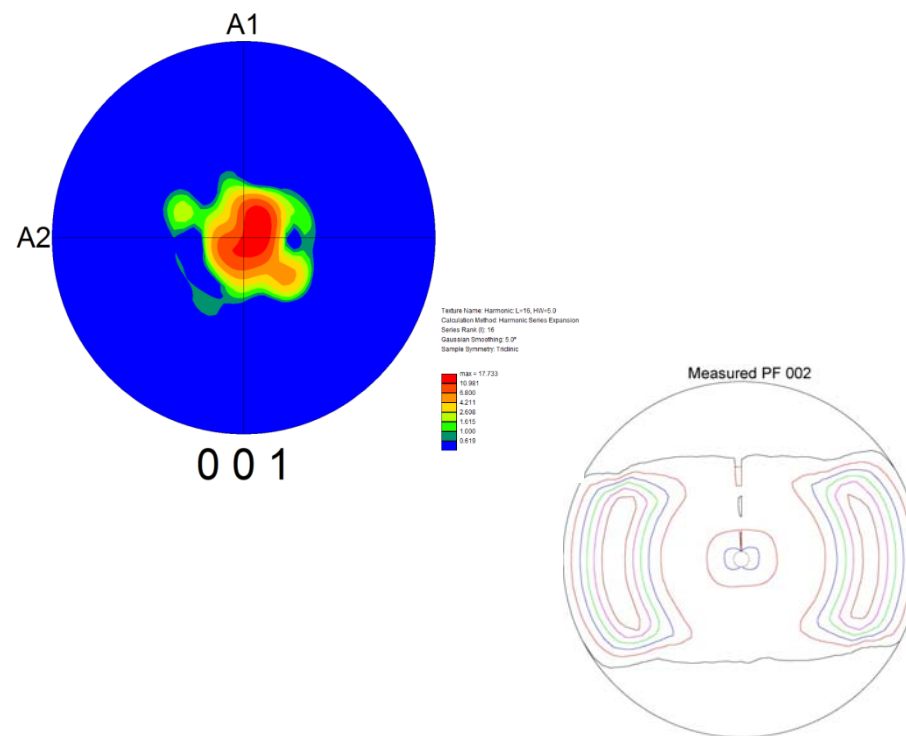 A1
A2
0 0 1
Texture Name: Harmonic: L=16, HW=5.0
Calculation Method: Harmonic Series Expansion
Series Rank (l): 16
Gaussian Smoothing: 5.0°
Sample Symmetry: Triclinic
max = 17.733
10.981
6.800
4.211
2.608
1.615
1.000
0.619
Measured PF 002